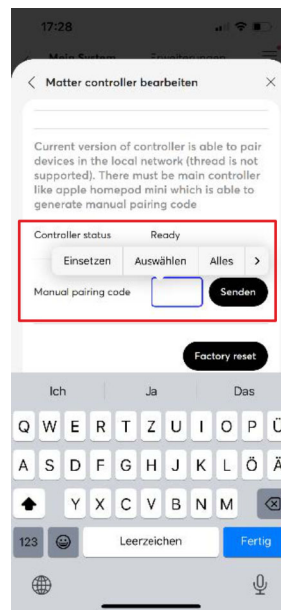 17:28
Main System Erweiterungen
Matter controller bearbeiten
Current version of controller is able to pair
devices in the local network (thread is not
supported). There must be main controller
like apple homepod mini which is able to
generate manual pairing code
Controller status Ready
Einsetzen Auswählen Alles
Manual pairing code Senden
Factory reset
Ich Ja Das
Q W E R T Z U I O P Ü
A S D F G H J K L Ö Ä
Y X C V B N M
123 Leerzeichen Fertig